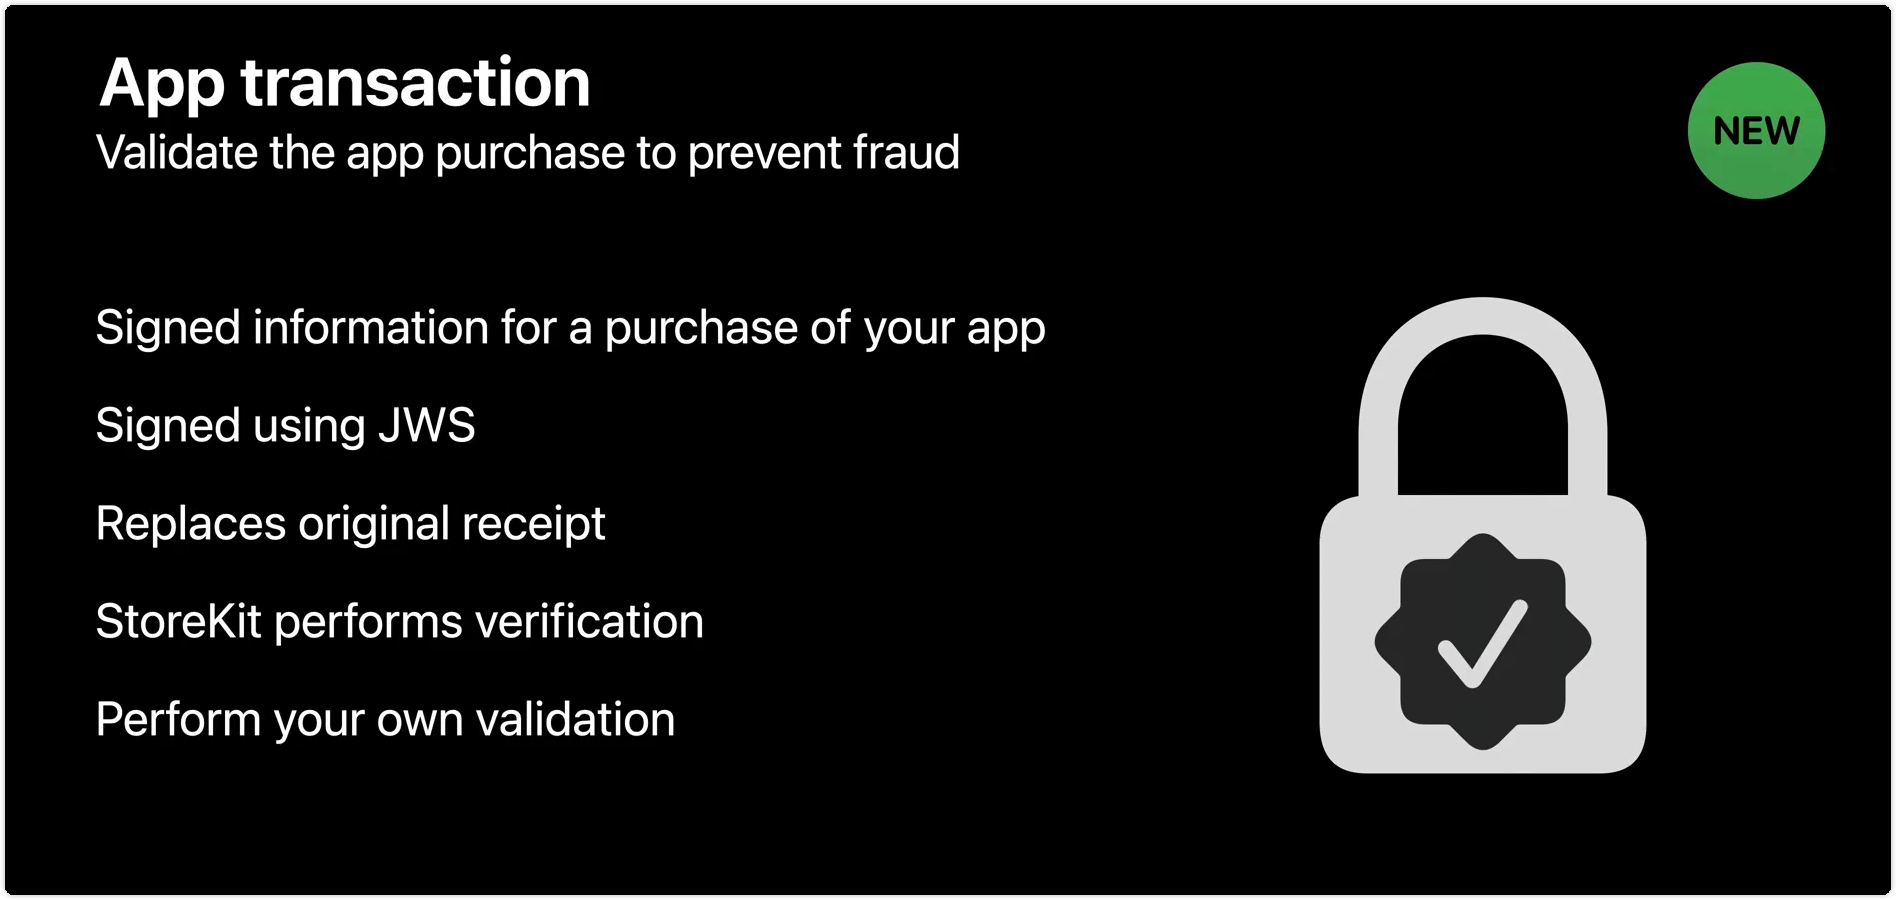 App transaction
NEW
Validate the app purchase to prevent fraud
Signed information for a purchase of your app
Signed using JWS
Replaces original receipt
StoreKit performs verification
Perform your own validation